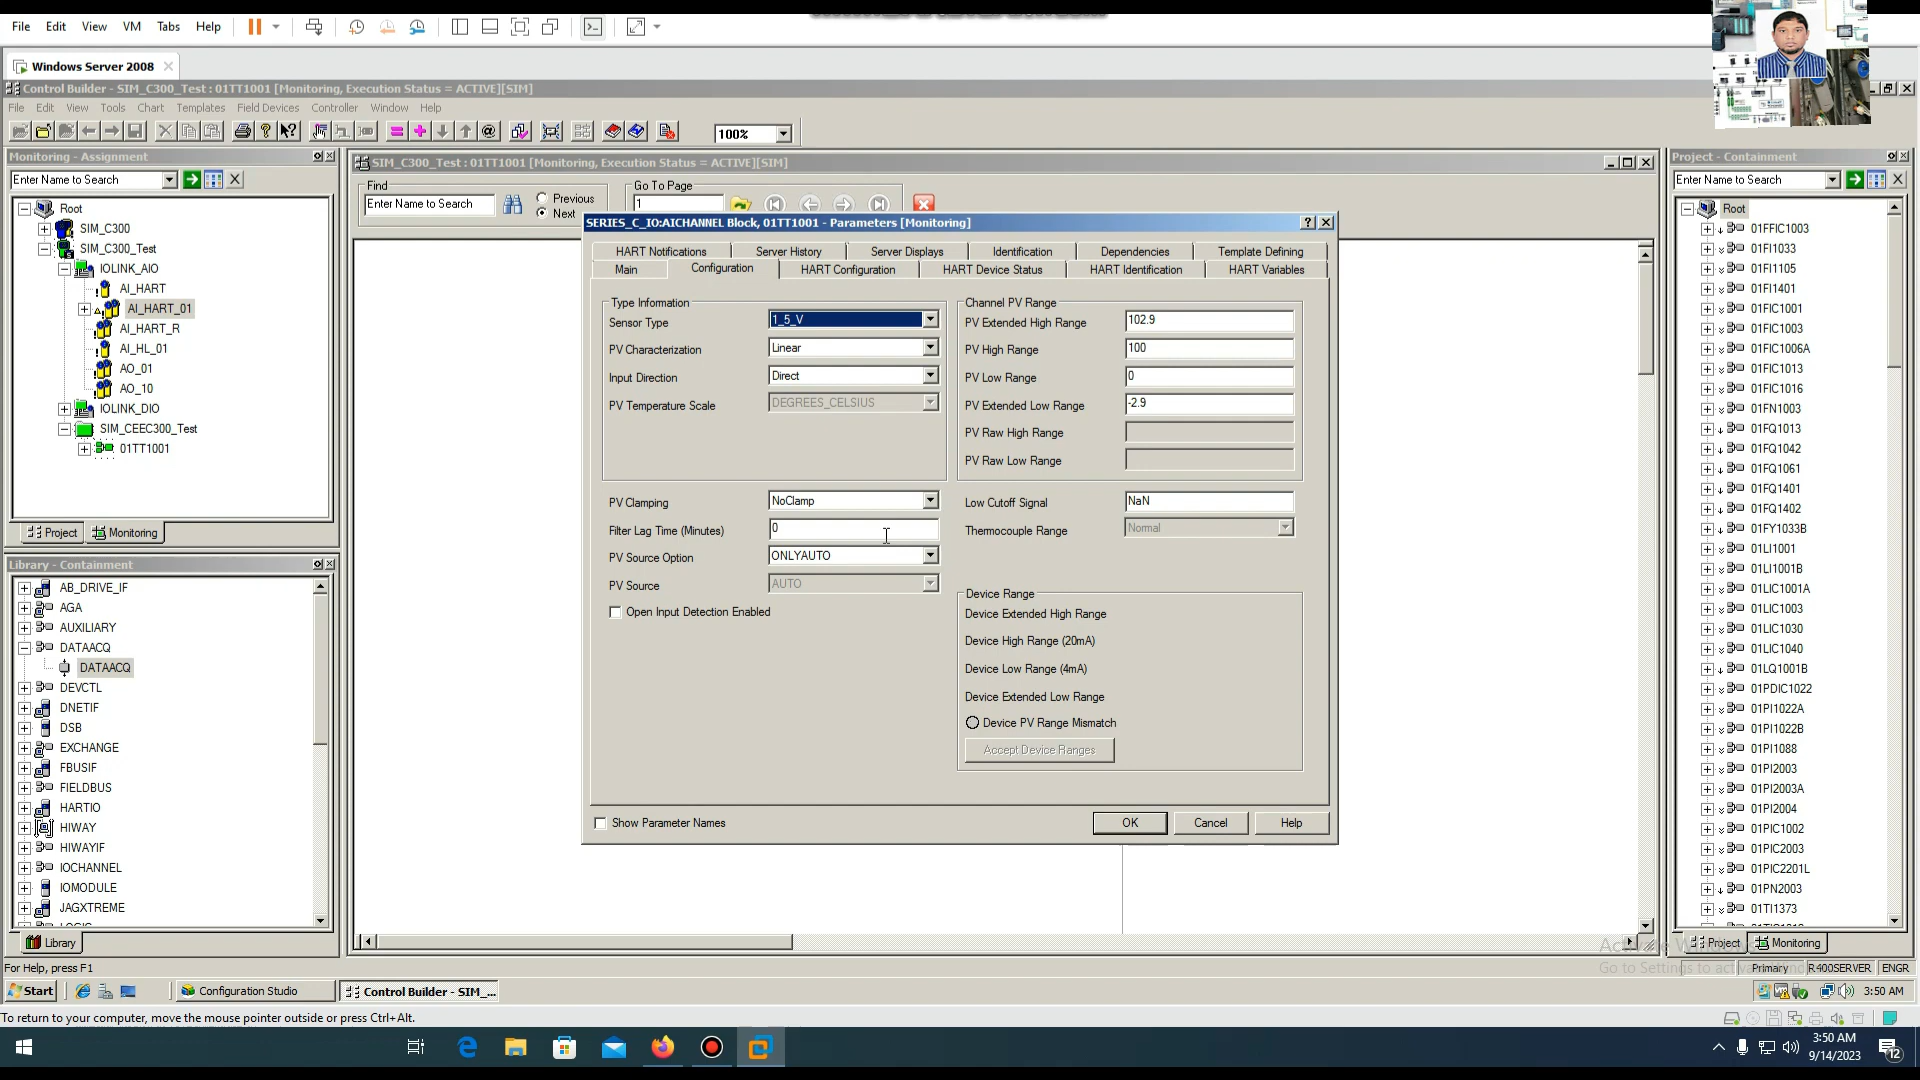 File Edit View VM Tabs Help
Windows Server 2008
Control Builder - SIM_C300_Test : 01TT1001 [Monitoring, Execution Status = ACTIVE][SIM]
File Edit View Tools Chart Templates Field Devices Controller Window Help
100%
Monitoring - Assignment
Enter Name to Search
Root
SIM_C300
SIM_C300_Test
IOLINK_AIO
AI_HART
AI_HART_01
AI_HART_R
AI_HL_01
AO_01
AO_10
IOLINK_DIO
SIM_CEEC300_Test
01TT1001
Project Monitoring
Library - Containment
AB_DRIVE_IF
AGA
AUXILIARY
DATAACQ
DATAACQ
DEVCTL
DNETIF
DSB
EXCHANGE
FBUSIF
FIELDBUS
HARTIO
HIWAY
HIWAYIF
IOCHANNEL
IOMODULE
JAGXTREME
Library
SIM_C300_Test : 01TT1001 [Monitoring, Execution Status = ACTIVE][SIM]
Find
Enter Name to Search
Previous
Next
Go To Page
1
SERIES_C_IO:AICHANNEL Block, 01TT1001 - Parameters [Monitoring]
HART Notifications Server History Server Displays Identification Dependencies Template Defining
Main Configuration HART Configuration HART Device Status HART Identification HART Variables
Type Information
Sensor Type 1_5_V
PV Characterization Linear
Input Direction Direct
PV Temperature Scale DEGREES_CELSIUS
PV Clamping NoClamp
Filter Lag Time (Minutes) 0
PV Source Option ONLYAUTO
PV Source AUTO
Open Input Detection Enabled
Channel PV Range
PV Extended High Range 102.9
PV High Range 100
PV Low Range 0
PV Extended Low Range -2.9
PV Raw High Range
PV Raw Low Range
Low Cutoff Signal NaN
Thermocouple Range Normal
Device Range
Device Extended High Range
Device High Range (20mA)
Device Low Range (4mA)
Device Extended Low Range
Device PV Range Mismatch
Accept Device Ranges
Show Parameter Names
OK Cancel Help
Project - Containment
Enter Name to Search
Root
01FFIC1003
01FI1033
01FI1105
01FI1401
01FIC1001
01FIC1003
01FIC1006A
01FIC1013
01FIC1016
01FN1003
01FQ1013
01FQ1042
01FQ1061
01FQ1401
01FQ1402
01FY1033B
01LI1001
01LI1001B
01LIC1001A
01LIC1003
01LIC1030
01LIC1040
01LQ1001B
01PDIC1022
01PI1022A
01PI1022B
01PI1088
01PI2003
01PI2003A
01PI2004
01PIC1002
01PIC2003
01PIC2201L
01PN2003
01TI1373
Project Monitoring
For Help, press F1
Primary R400SERVER ENGR
Start Configuration Studio Control Builder - SIM_... 3:50 AM
To return to your computer, move the mouse pointer outside or press Ctrl+Alt.
3:50 AM
9/14/2023
12